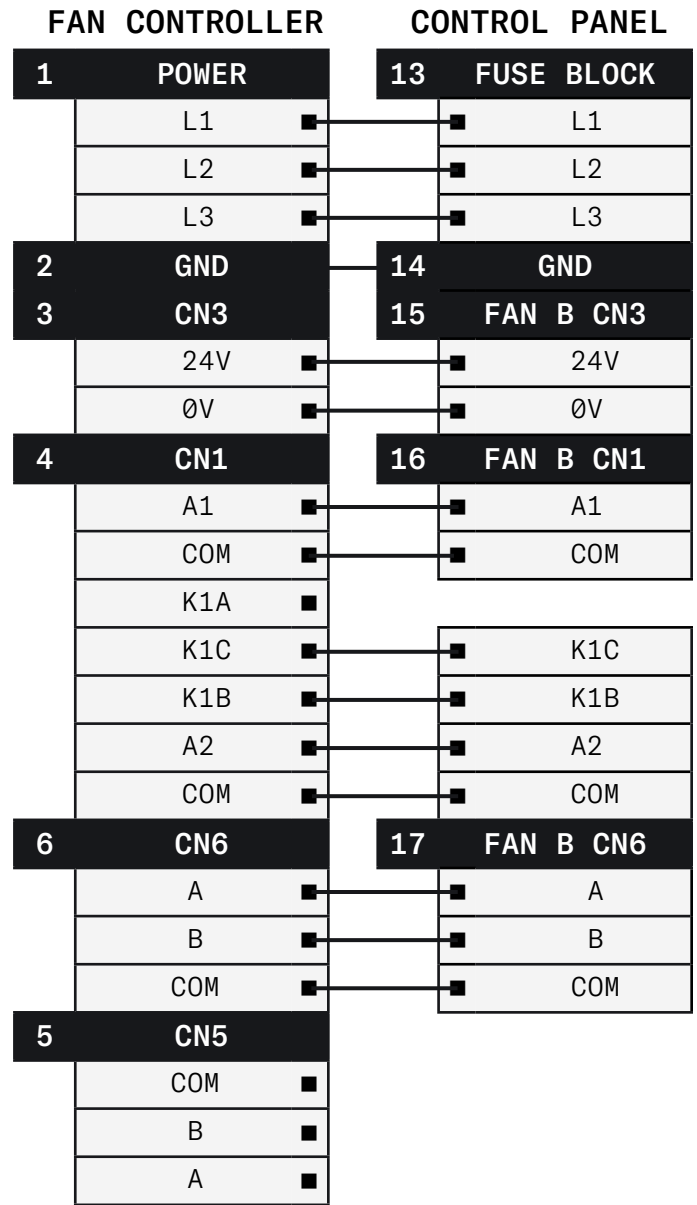 FAN CONTROLLER CONTROL PANEL
1 POWER 13 FUSE BLOCK
L1 L1
L2 L2
L3 L3
2 GND 14 GND
3 CN3 15 FAN B CN3
24V 24V
0V 0V
4 CN1 16 FAN B CN1
A1 A1
COM COM
K1A
K1C K1C
K1B K1B
A2 A2
COM COM
6 CN6 17 FAN B CN6
A A
B B
COM COM
5 CN5
COM
B
A